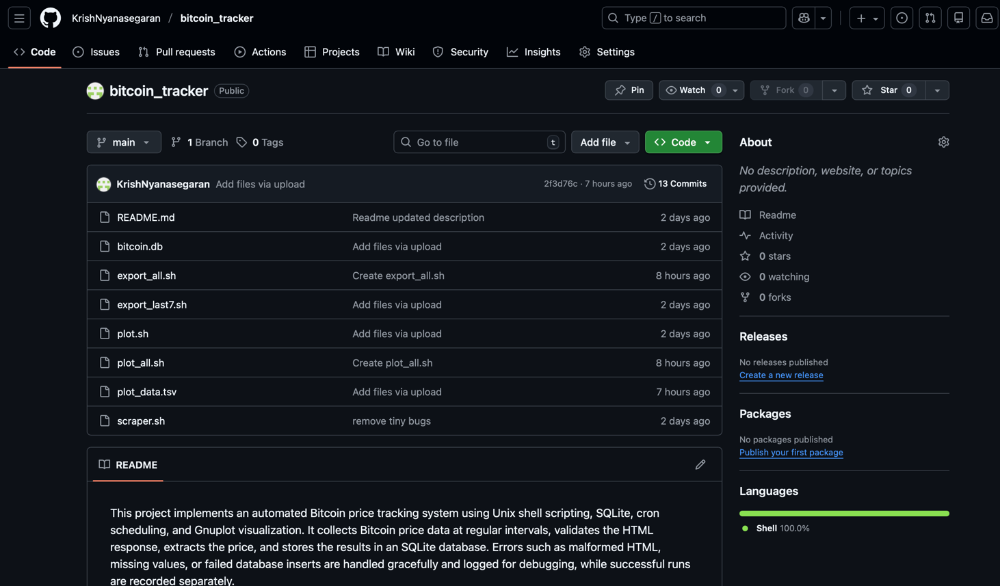 KrishNyanasegaran / bitcoin_tracker
Type / to search
Code Issues Pull requests Actions Projects Wiki Security Insights Settings
bitcoin_tracker Public
Pin Watch 0 Fork 0 Star 0
main 1 Branch 0 Tags
Go to file t Add file Code
KrishNyanasegaran Add files via upload 2f3d76c · 7 hours ago 13 Commits
README.md Readme updated description 2 days ago
bitcoin.db Add files via upload 2 days ago
export_all.sh Create export_all.sh 8 hours ago
export_last7.sh Add files via upload 2 days ago
plot.sh Add files via upload 2 days ago
plot_all.sh Create plot_all.sh 8 hours ago
plot_data.tsv Add files via upload 7 hours ago
scraper.sh remove tiny bugs 2 days ago
README
This project implements an automated Bitcoin price tracking system using Unix shell scripting, SQLite, cron
scheduling, and Gnuplot visualization. It collects Bitcoin price data at regular intervals, validates the HTML
response, extracts the price, and stores the results in an SQLite database. Errors such as malformed HTML,
missing values, or failed database inserts are handled gracefully and logged for debugging, while successful runs
are recorded separately.
About
No description, website, or topics
provided.
Readme
Activity
0 stars
0 watching
0 forks
Releases
No releases published
Create a new release
Packages
No packages published
Publish your first package
Languages
Shell 100.0%